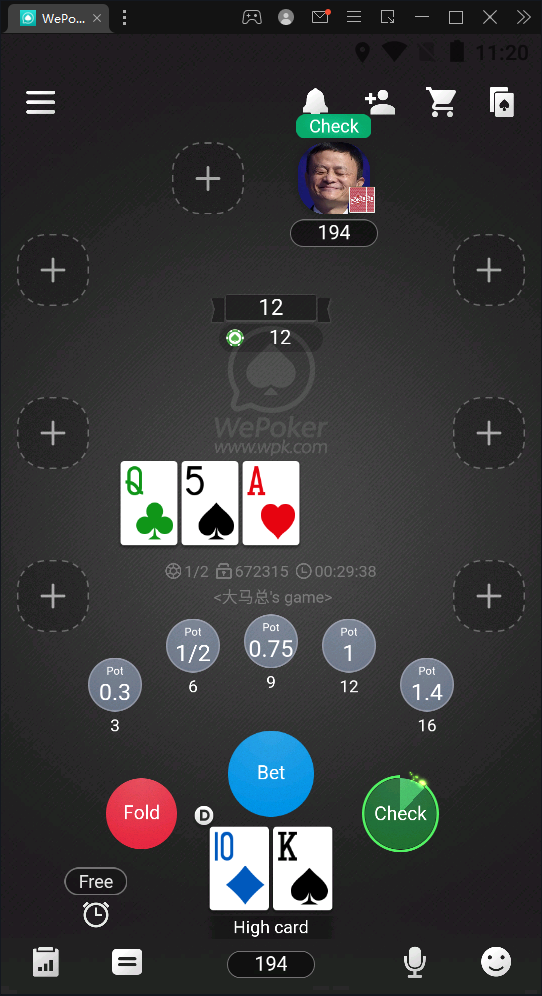 WePo...
11:20
Check
194
12
12
WePoker
www.wpk.com
Q 5 A
1/2 672315 00:29:38
<大马总's game>
Pot 0.75
Pot 1/2
Pot 1
Pot 0.3
Pot 1.4
9
6
12
3
16
Bet
Fold
Check
D
10 K
Free
High card
194